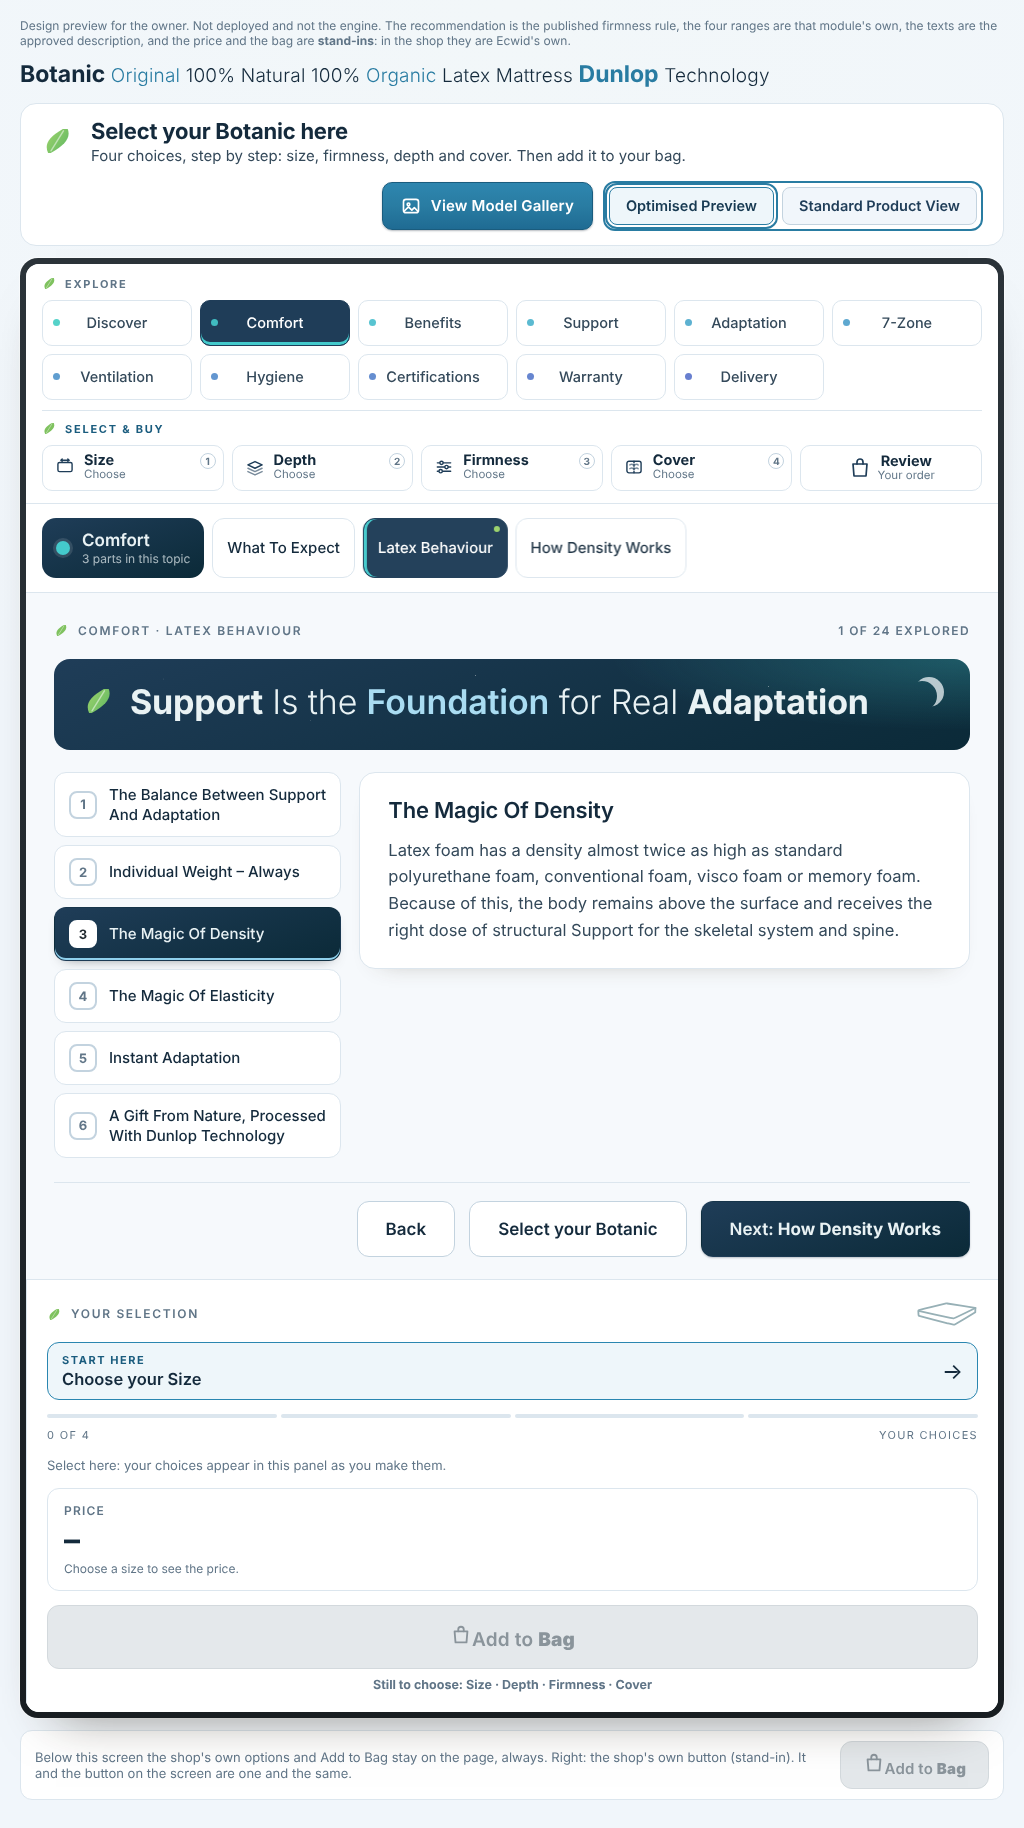 Design preview for the owner. Not deployed and not the engine. The recommendation is the published firmness rule, the four ranges are that module's own, the texts are the
approved description, and the price and the bag are stand-ins: in the shop they are Ecwid's own.
Botanic Original 100% Natural 100% Organic Latex Mattress Dunlop Technology
Select your Botanic here
Four choices, step by step: size, firmness, depth and cover. Then add it to your bag.
View Model Gallery
Optimised Preview
Standard Product View
EXPLORE
Discover
Comfort
Benefits
Support
Adaptation
7-Zone
Ventilation
Hygiene
Certifications
Warranty
Delivery
SELECT & BUY
Size
Choose
1
Depth
Choose
2
Firmness
Choose
3
Cover
Choose
4
Review
Your order
Comfort
3 parts in this topic
What To Expect
Latex Behaviour
How Density Works
COMFORT · LATEX BEHAVIOUR
1 OF 24 EXPLORED
Support Is the Foundation for Real Adaptation
1
The Balance Between Support
And Adaptation
2
Individual Weight – Always
3
The Magic Of Density
4
The Magic Of Elasticity
5
Instant Adaptation
6
A Gift From Nature, Processed
With Dunlop Technology
The Magic Of Density
Latex foam has a density almost twice as high as standard
polyurethane foam, conventional foam, visco foam or memory foam.
Because of this, the body remains above the surface and receives the
right dose of structural Support for the skeletal system and spine.
Back
Select your Botanic
Next: How Density Works
YOUR SELECTION
START HERE
Choose your Size
0 OF 4
YOUR CHOICES
Select here: your choices appear in this panel as you make them.
PRICE
–
Choose a size to see the price.
Add to Bag
Still to choose: Size · Depth · Firmness · Cover
Below this screen the shop's own options and Add to Bag stay on the page, always. Right: the shop's own button (stand-in). It
and the button on the screen are one and the same.
Add to Bag